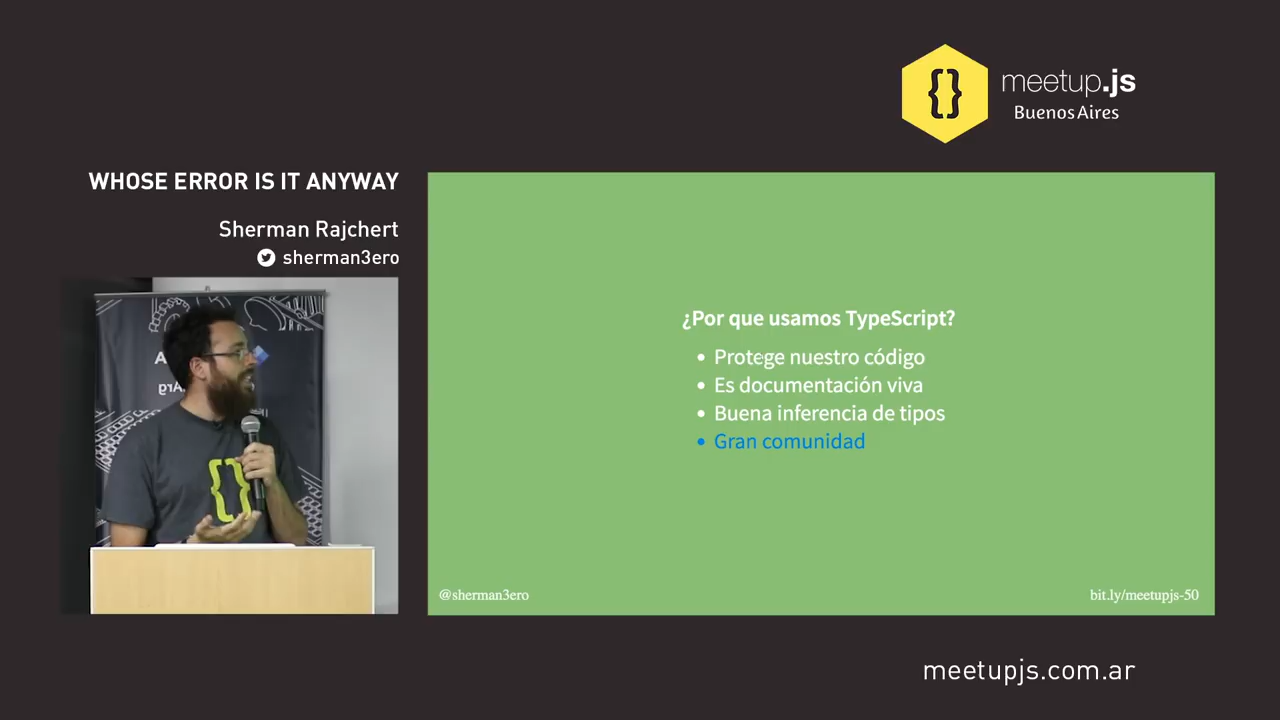 {}
meetup.js
Buenos Aires
WHOSE ERROR IS IT ANYWAY
Sherman Rajchert
sherman3ero
¿Por que usamos TypeScript?
• Protege nuestro código
• Es documentación viva
• Buena inferencia de tipos
• Gran comunidad
{}
@sherman3ero
bit.ly/meetupjs-50
meetupjs.com.ar